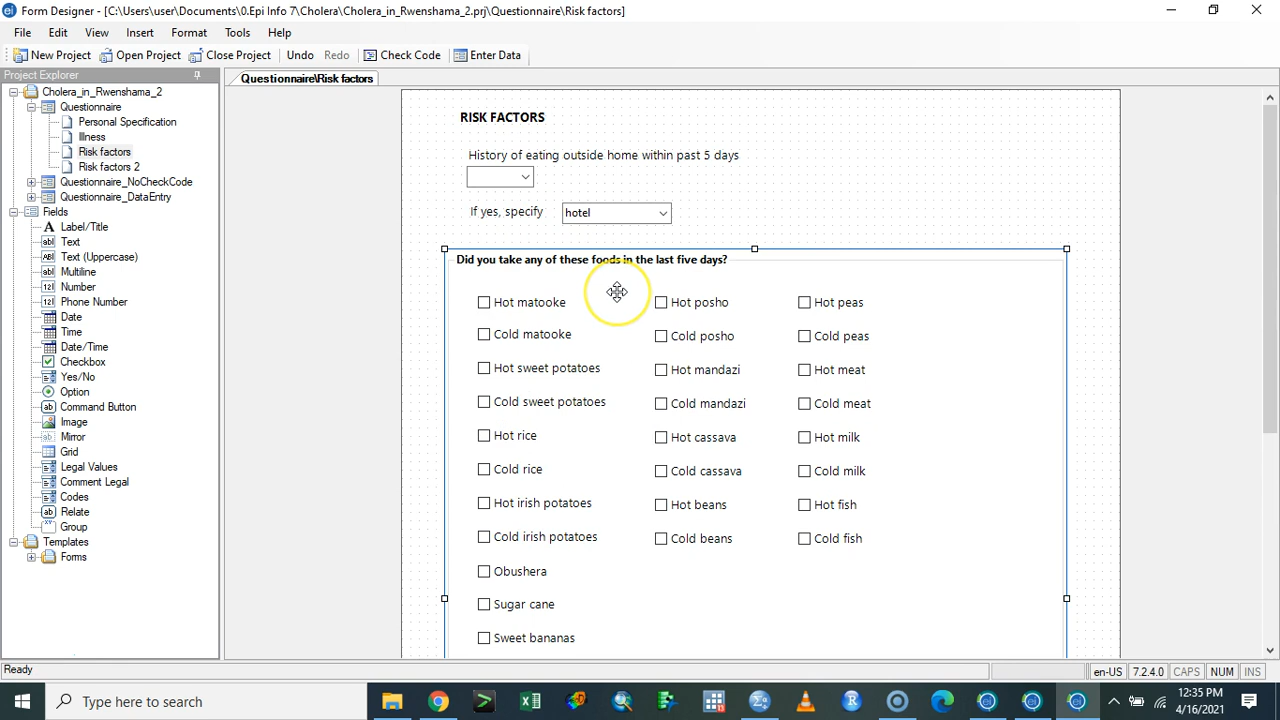 Form Designer - [C:\Users\user\Documents\0.Epi Info 7\Cholera\Cholera_in_Rwenshama_2.prj\Questionnaire\Risk factors]
File Edit View Insert Format Tools Help
New Project Open Project Close Project Undo Redo Check Code Enter Data
Project Explorer
Questionnaire\Risk factors
Cholera_in_Rwenshama_2
Questionnaire
Personal Specification
Illness
Risk factors
Risk factors 2
Questionnaire_NoCheckCode
Questionnaire_DataEntry
Fields
Label/Title
Text
Text (Uppercase)
Multiline
Number
Phone Number
Date
Time
Date/Time
Checkbox
Yes/No
Option
Command Button
Image
Mirror
Grid
Legal Values
Comment Legal
Codes
Relate
Group
Templates
Forms
RISK FACTORS
History of eating outside home within past 5 days
If yes, specify hotel
Did you take any of these foods in the last five days?
Hot matooke Hot posho Hot peas
Cold matooke Cold posho Cold peas
Hot sweet potatoes Hot mandazi Hot meat
Cold sweet potatoes Cold mandazi Cold meat
Hot rice Hot cassava Hot milk
Cold rice Cold cassava Cold milk
Hot irish potatoes Hot beans Hot fish
Cold irish potatoes Cold beans Cold fish
Obushera
Sugar cane
Sweet bananas
Ready en-US 7.2.4.0 CAPS NUM INS
Type here to search
12:35 PM
4/16/2021